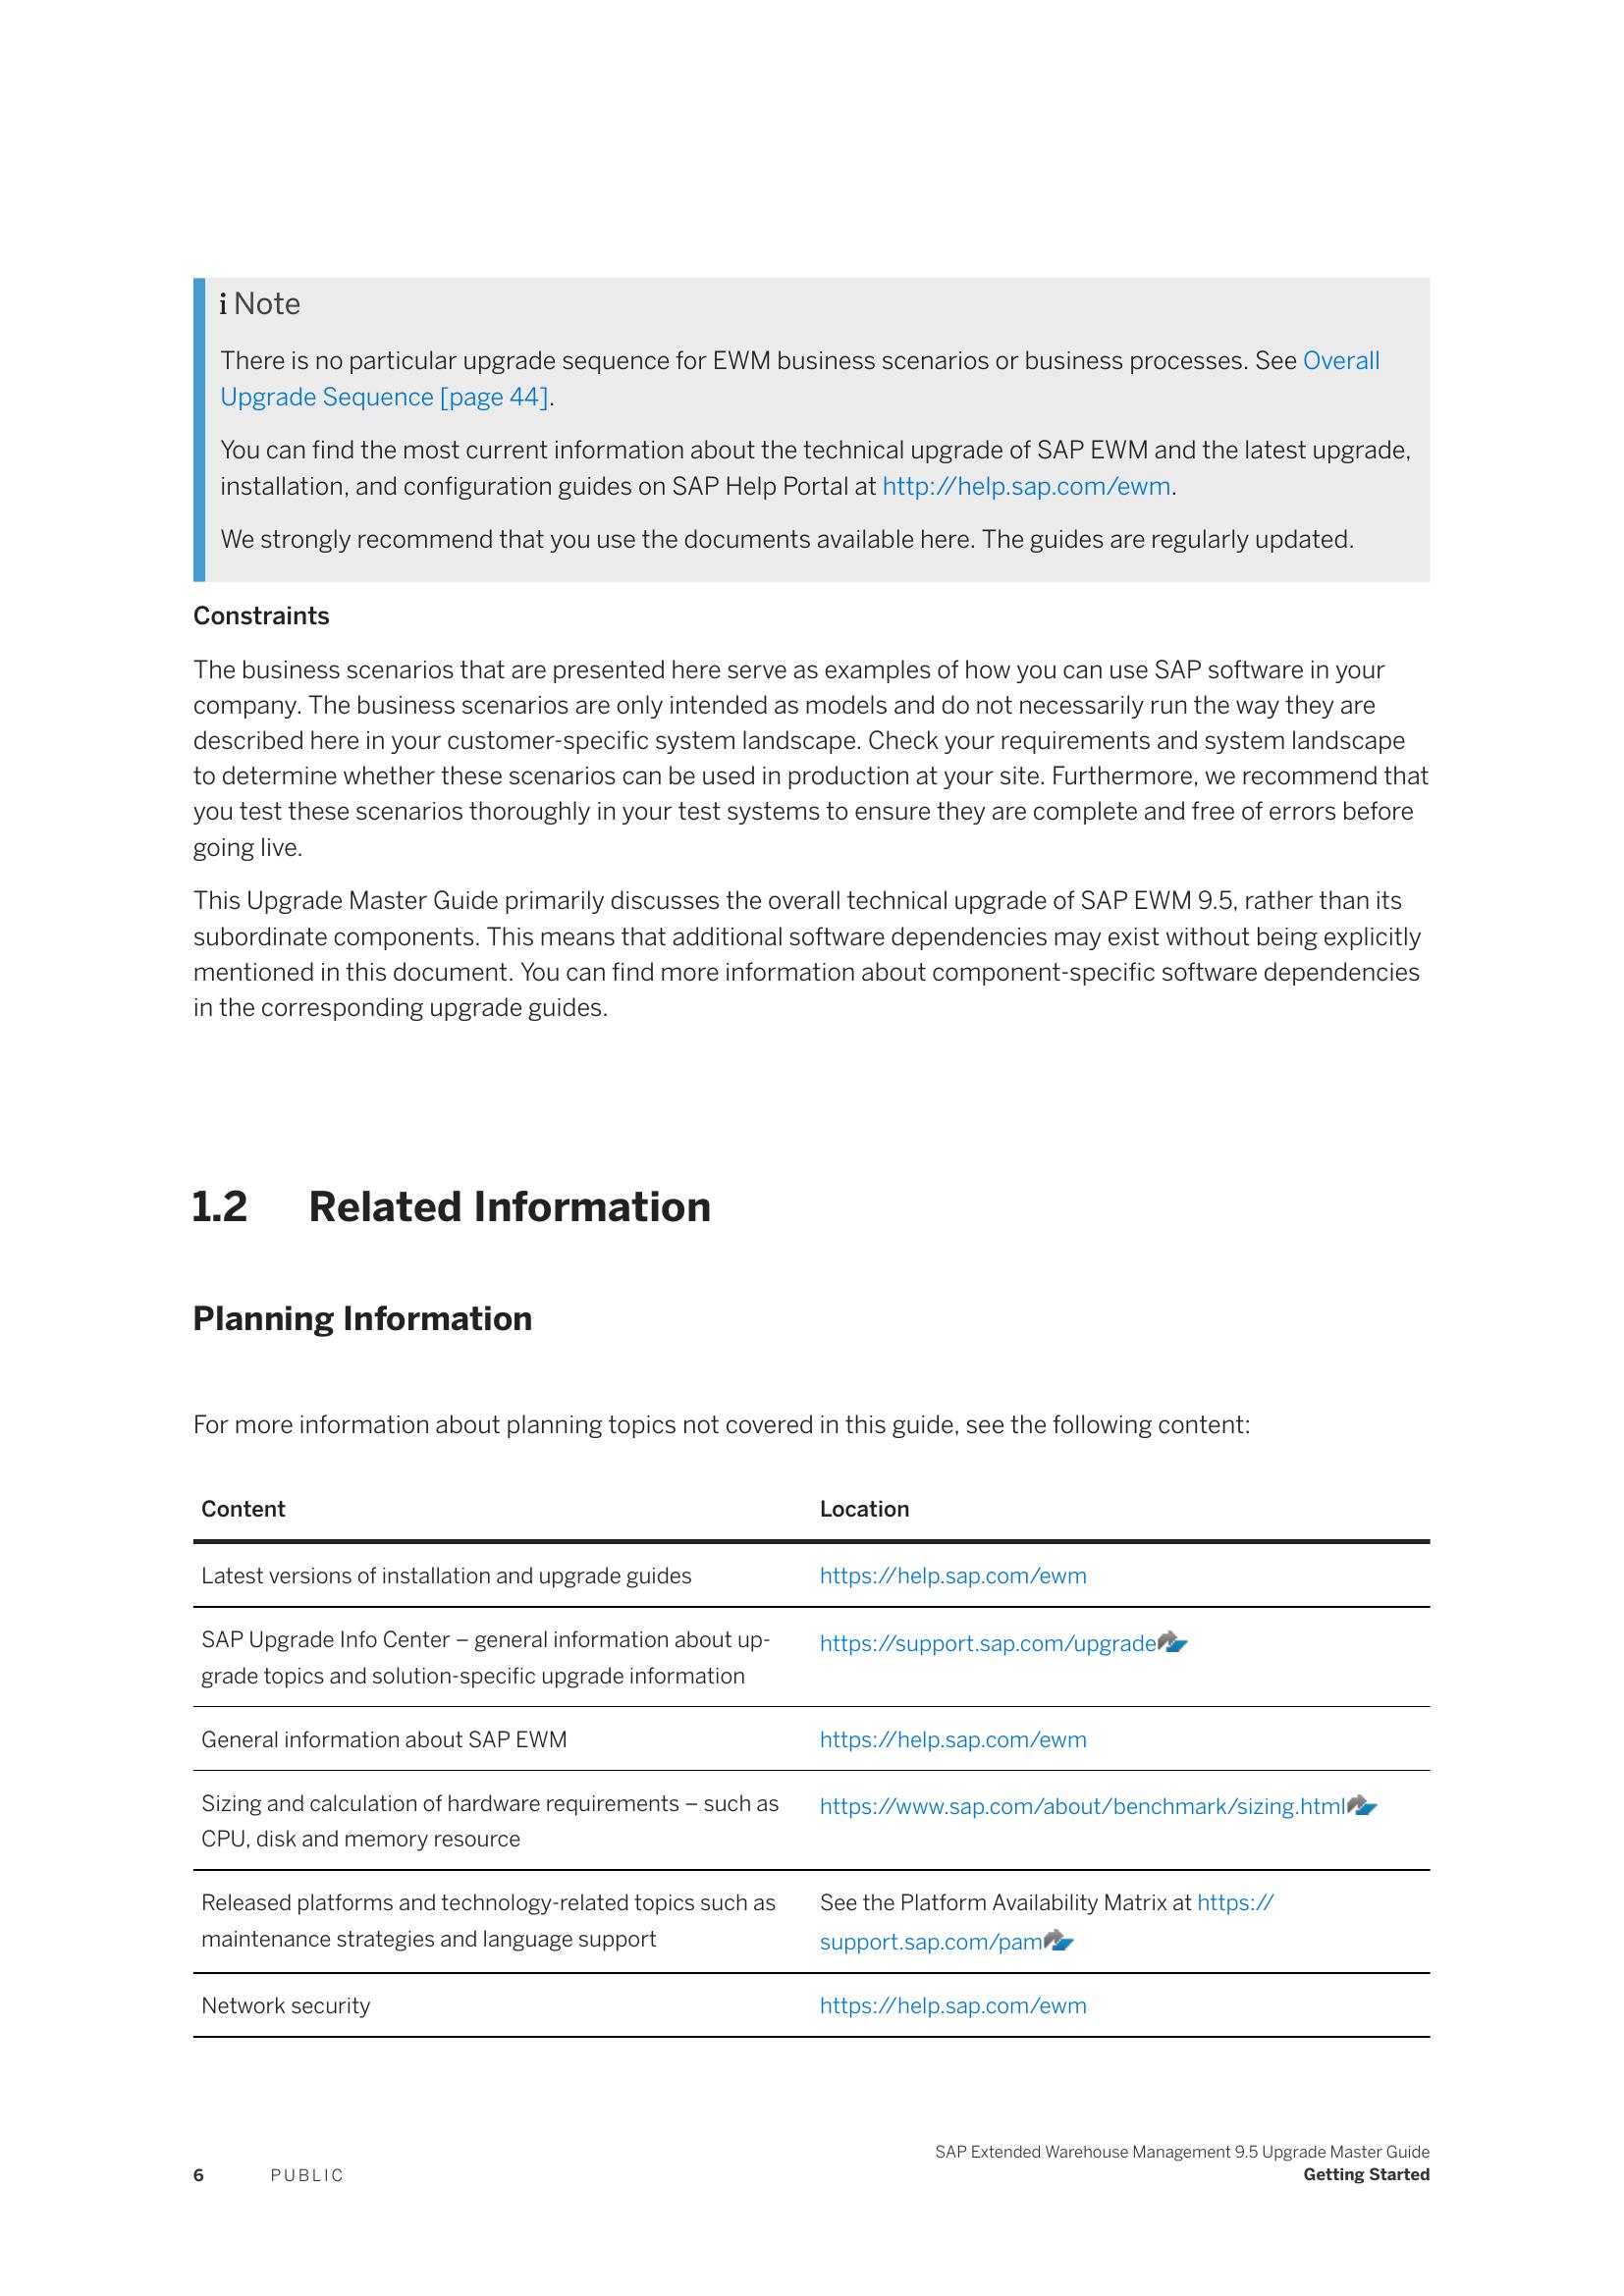 i Note
There is no particular upgrade sequence for EWM business scenarios or business processes. See Overall
Upgrade Sequence [page 44].
You can find the most current information about the technical upgrade of SAP EWM and the latest upgrade,
installation, and configuration guides on SAP Help Portal at http://help.sap.com/ewm.
We strongly recommend that you use the documents available here. The guides are regularly updated.
Constraints
The business scenarios that are presented here serve as examples of how you can use SAP software in your
company. The business scenarios are only intended as models and do not necessarily run the way they are
described here in your customer-specific system landscape. Check your requirements and system landscape
to determine whether these scenarios can be used in production at your site. Furthermore, we recommend that
you test these scenarios thoroughly in your test systems to ensure they are complete and free of errors before
going live.
This Upgrade Master Guide primarily discusses the overall technical upgrade of SAP EWM 9.5, rather than its
subordinate components. This means that additional software dependencies may exist without being explicitly
mentioned in this document. You can find more information about component-specific software dependencies
in the corresponding upgrade guides.
1.2 Related Information
Planning Information
For more information about planning topics not covered in this guide, see the following content:
Content Location
Latest versions of installation and upgrade guides https://help.sap.com/ewm
SAP Upgrade Info Center – general information about up-
grade topics and solution-specific upgrade information
https://support.sap.com/upgrade
General information about SAP EWM https://help.sap.com/ewm
Sizing and calculation of hardware requirements – such as
CPU, disk and memory resource
https://www.sap.com/about/benchmark/sizing.html
Released platforms and technology-related topics such as
maintenance strategies and language support
See the Platform Availability Matrix at https://
support.sap.com/pam
Network security https://help.sap.com/ewm
SAP Extended Warehouse Management 9.5 Upgrade Master Guide
6 PUBLIC Getting Started